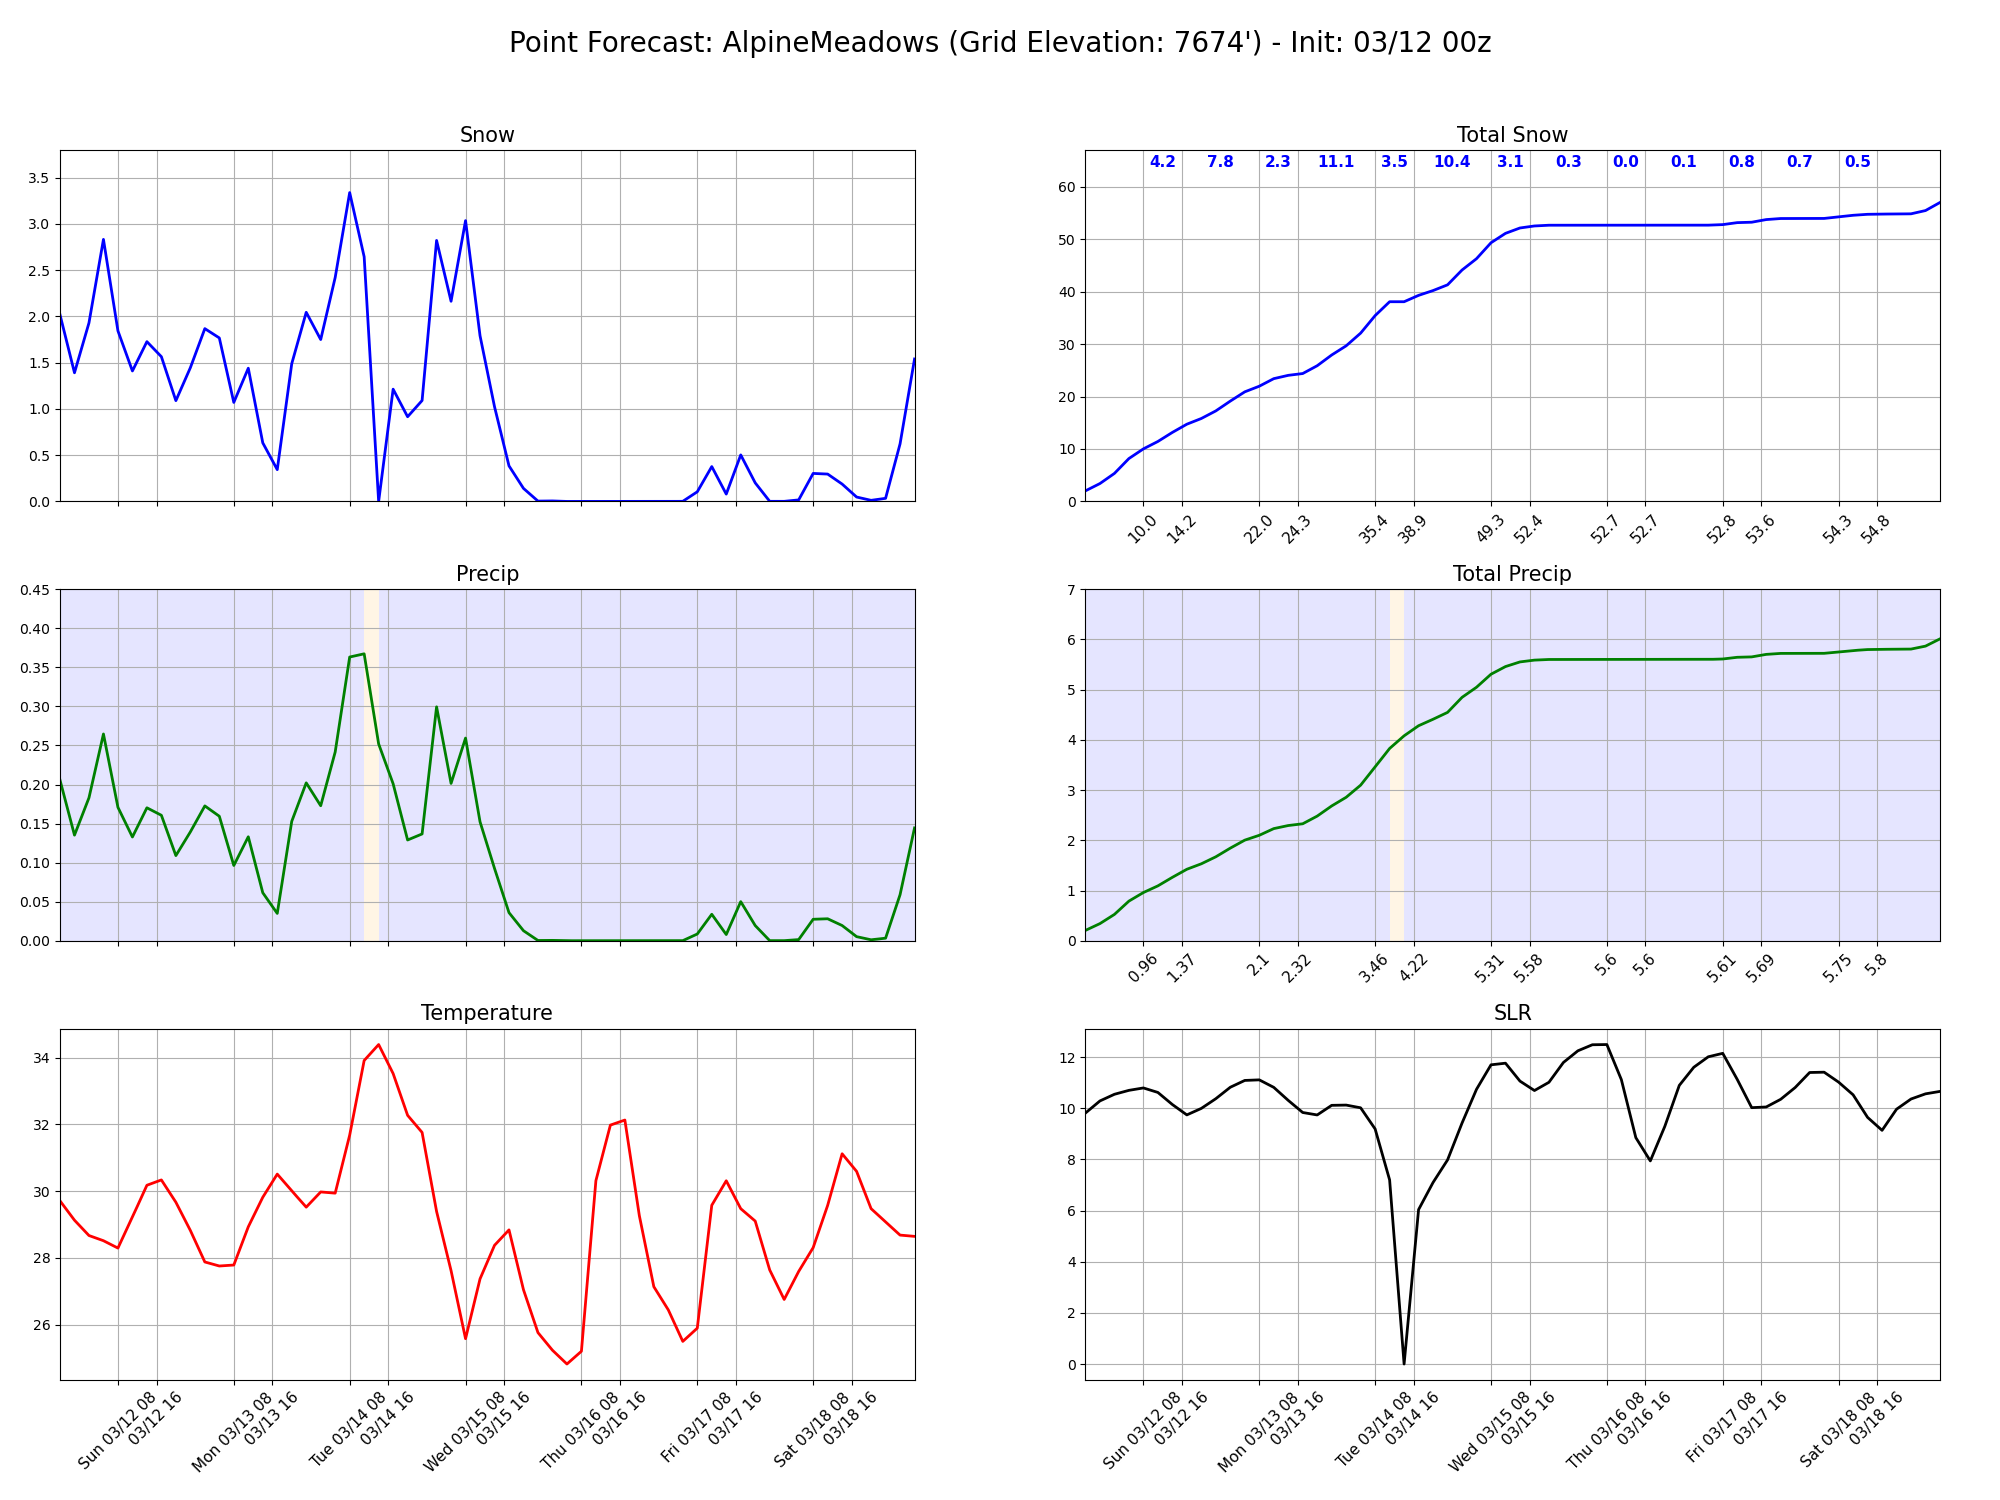 Point Forecast: AlpineMeadows (Grid Elevation: 7674') - Init: 03/12 00z
Snow
3.5
3.0
2.5
2.0
1.5
1.0
0.5
0.0
Total Snow
4.2 7.8 2.3 11.1 3.5 10.4 3.1 0.3 0.0 0.1 0.8 0.7 0.5
60
50
40
30
20
10
0
10.0 14.2 22.0 24.3 35.4 38.9 49.3 52.4 52.7 52.7 52.8 53.6 54.3 54.8
Precip
0.45
0.40
0.35
0.30
0.25
0.20
0.15
0.10
0.05
0.00
Total Precip
7
6
5
4
3
2
1
0
0.96 1.37 2.1 2.32 3.46 4.22 5.31 5.58 5.6 5.6 5.61 5.69 5.75 5.8
Temperature
34
32
30
28
26
Sun 03/12 08
03/12 16
Mon 03/13 08
03/13 16
Tue 03/14 08
03/14 16
Wed 03/15 08
03/15 16
Thu 03/16 08
03/16 16
Fri 03/17 08
03/17 16
Sat 03/18 08
03/18 16
SLR
12
10
8
6
4
2
0
Sun 03/12 08
03/12 16
Mon 03/13 08
03/13 16
Tue 03/14 08
03/14 16
Wed 03/15 08
03/15 16
Thu 03/16 08
03/16 16
Fri 03/17 08
03/17 16
Sat 03/18 08
03/18 16